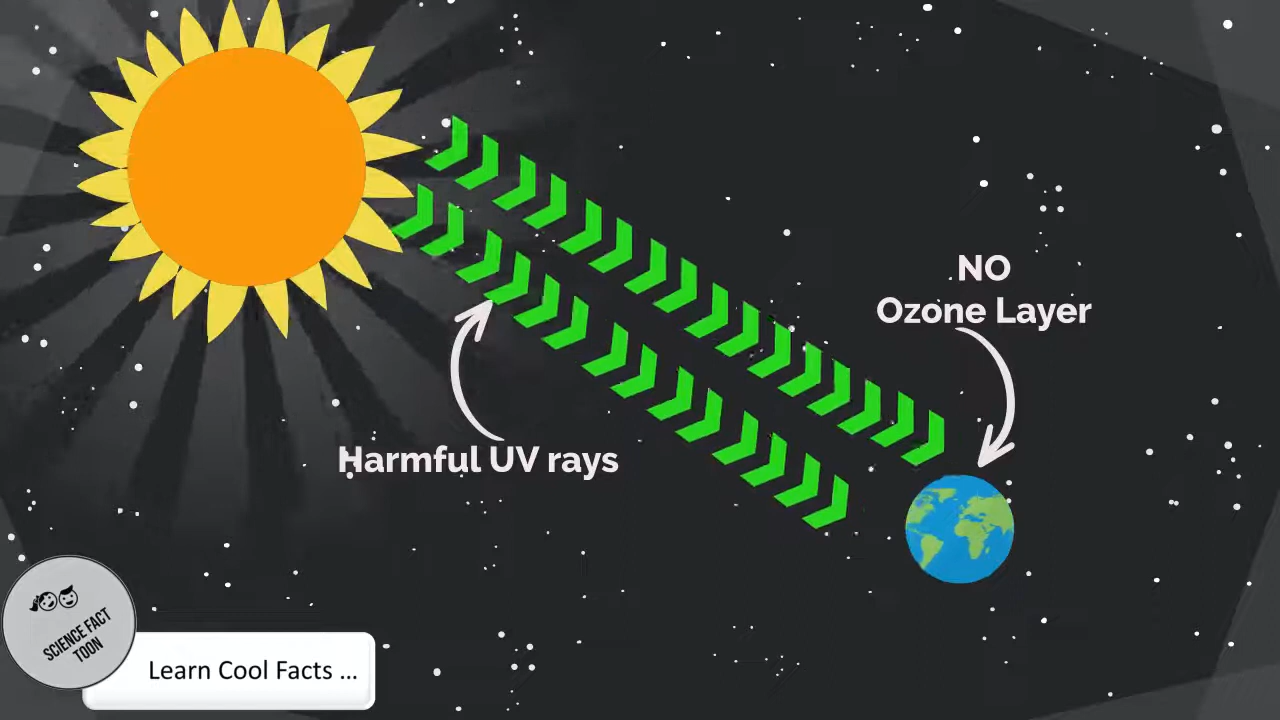 NO
Ozone Layer
Harmful UV rays
SCIENCE FACT
TOON
Learn Cool Facts ...